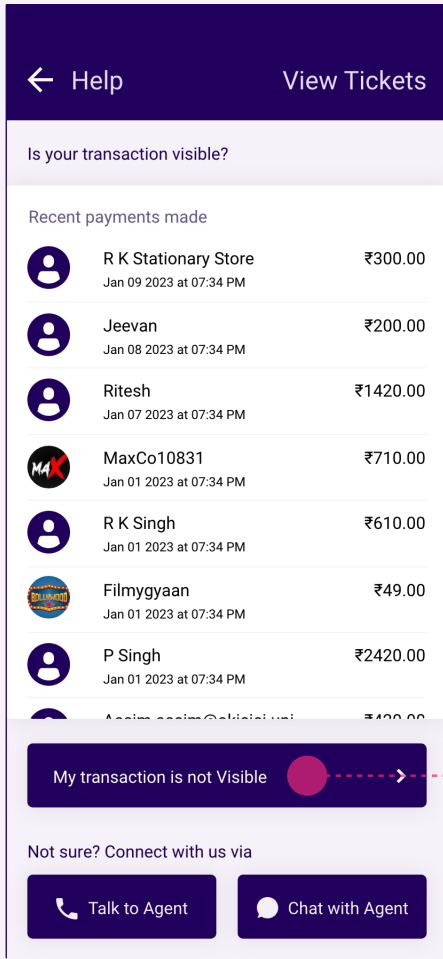 Help
View Tickets
Is your transaction visible?
Recent payments made
R K Stationary Store ₹300.00
Jan 09 2023 at 07:34 PM
Jeevan ₹200.00
Jan 08 2023 at 07:34 PM
Ritesh ₹1420.00
Jan 07 2023 at 07:34 PM
MAX
MaxCo10831 ₹710.00
Jan 01 2023 at 07:34 PM
R K Singh ₹610.00
Jan 01 2023 at 07:34 PM
BOLLYWOOD
Filmygyaan ₹49.00
Jan 01 2023 at 07:34 PM
P Singh ₹2420.00
Jan 01 2023 at 07:34 PM
My transaction is not Visible
Not sure? Connect with us via
Talk to Agent
Chat with Agent